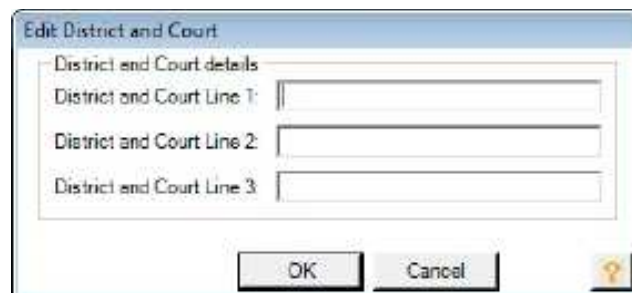 Edit District and Court
District and Court details
District and Court Line 1:
District and Court Line 2:
District and Court Line 3:
OK Cancel ?